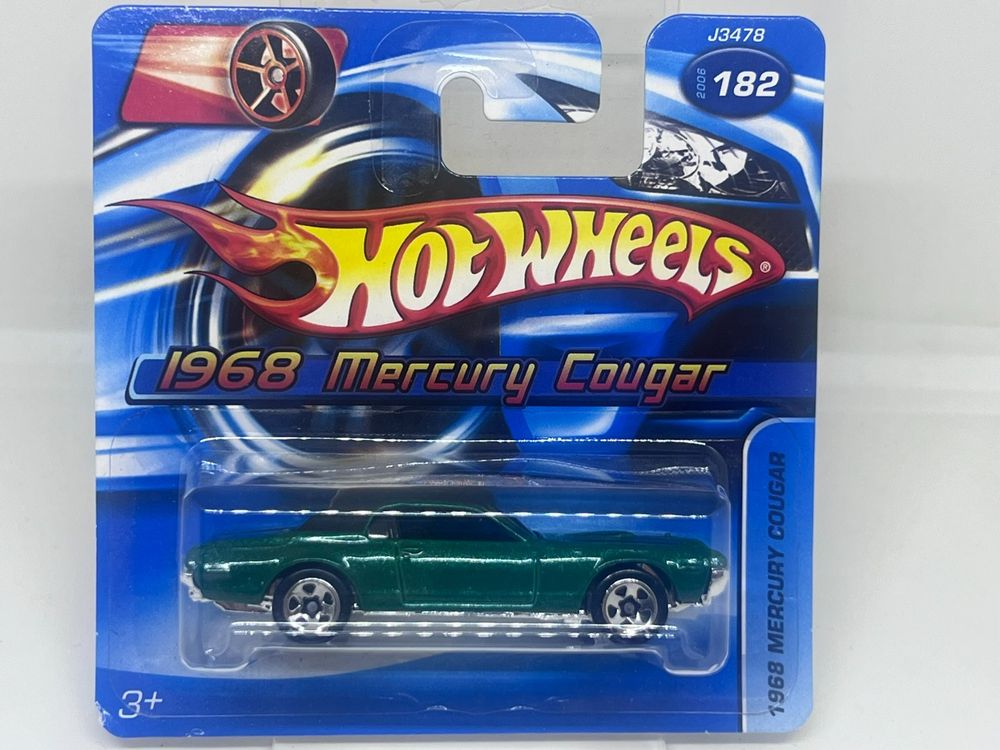 J3478
2006
182
HOT WHEELS®
1968 Mercury Cougar
1968 MERCURY COUGAR
3+